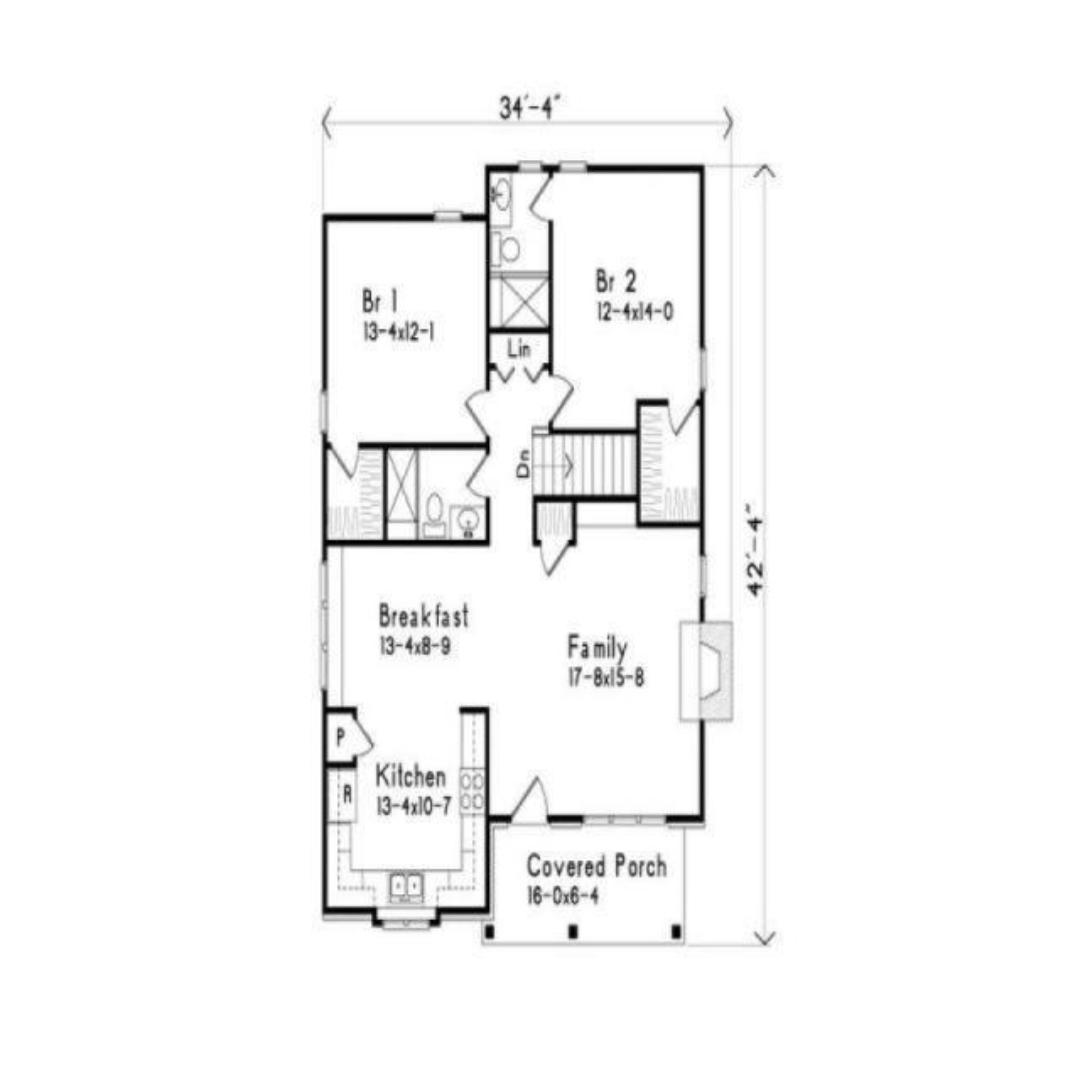 34'-4"
Br 1
13-4x12-1
Br 2
12-4x14-0
Lin
Dn
42'-4"
Breakfast
13-4x8-9
Family
17-8x15-8
P
Kitchen
13-4x10-7
R
Covered Porch
16-0x6-4